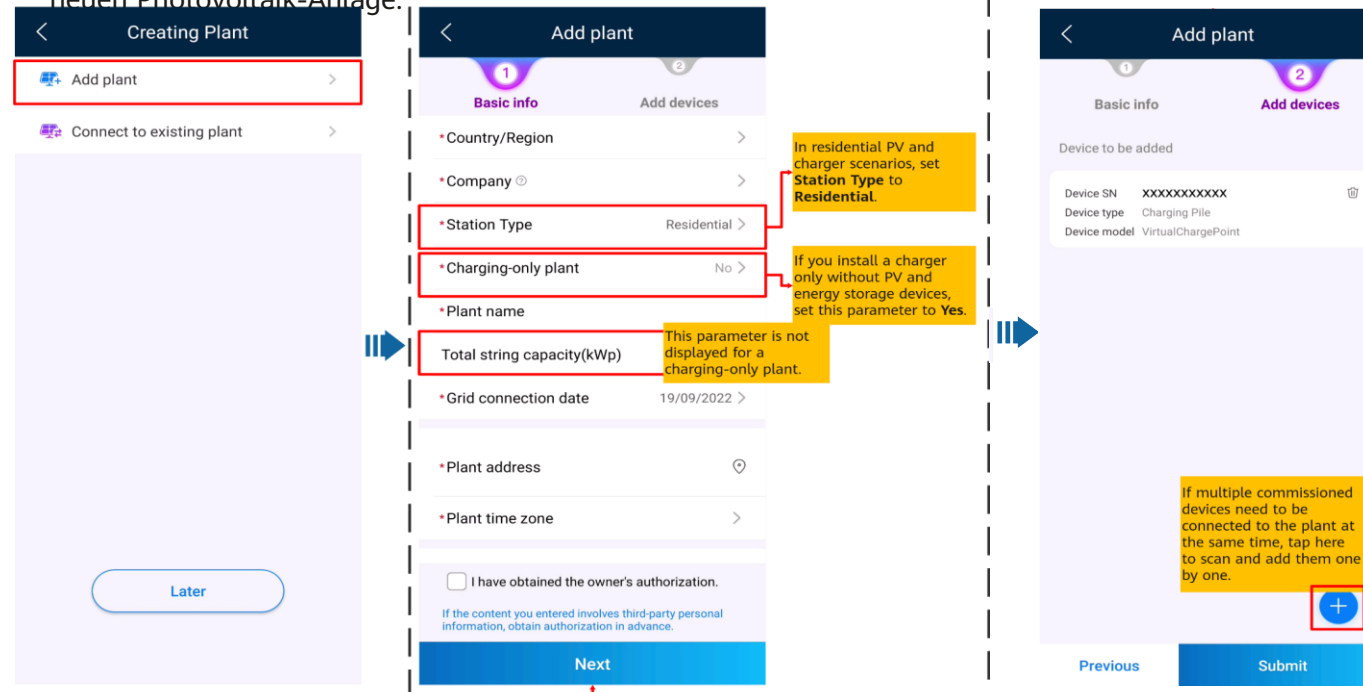 neuen Photovoltaik-Anlage.
Creating Plant
Add plant
Connect to existing plant
Later
Add plant
1
2
Basic info
Add devices
*Country/Region
*Company
*Station Type
Residential
*Charging-only plant
No
*Plant name
Total string capacity(kWp)
*Grid connection date
19/09/2022
*Plant address
*Plant time zone
I have obtained the owner's authorization.
If the content you entered involves third-party personal
information, obtain authorization in advance.
Next
In residential PV and
charger scenarios, set
Station Type to
Residential.
If you install a charger
only without PV and
energy storage devices,
set this parameter to Yes.
This parameter is not
displayed for a
charging-only plant.
Add plant
1
2
Basic info
Add devices
Device to be added
Device SN XXXXXXXXXXX
Device type Charging Pile
Device model VirtualChargePoint
If multiple commissioned
devices need to be
connected to the plant at
the same time, tap here
to scan and add them one
by one.
Previous
Submit